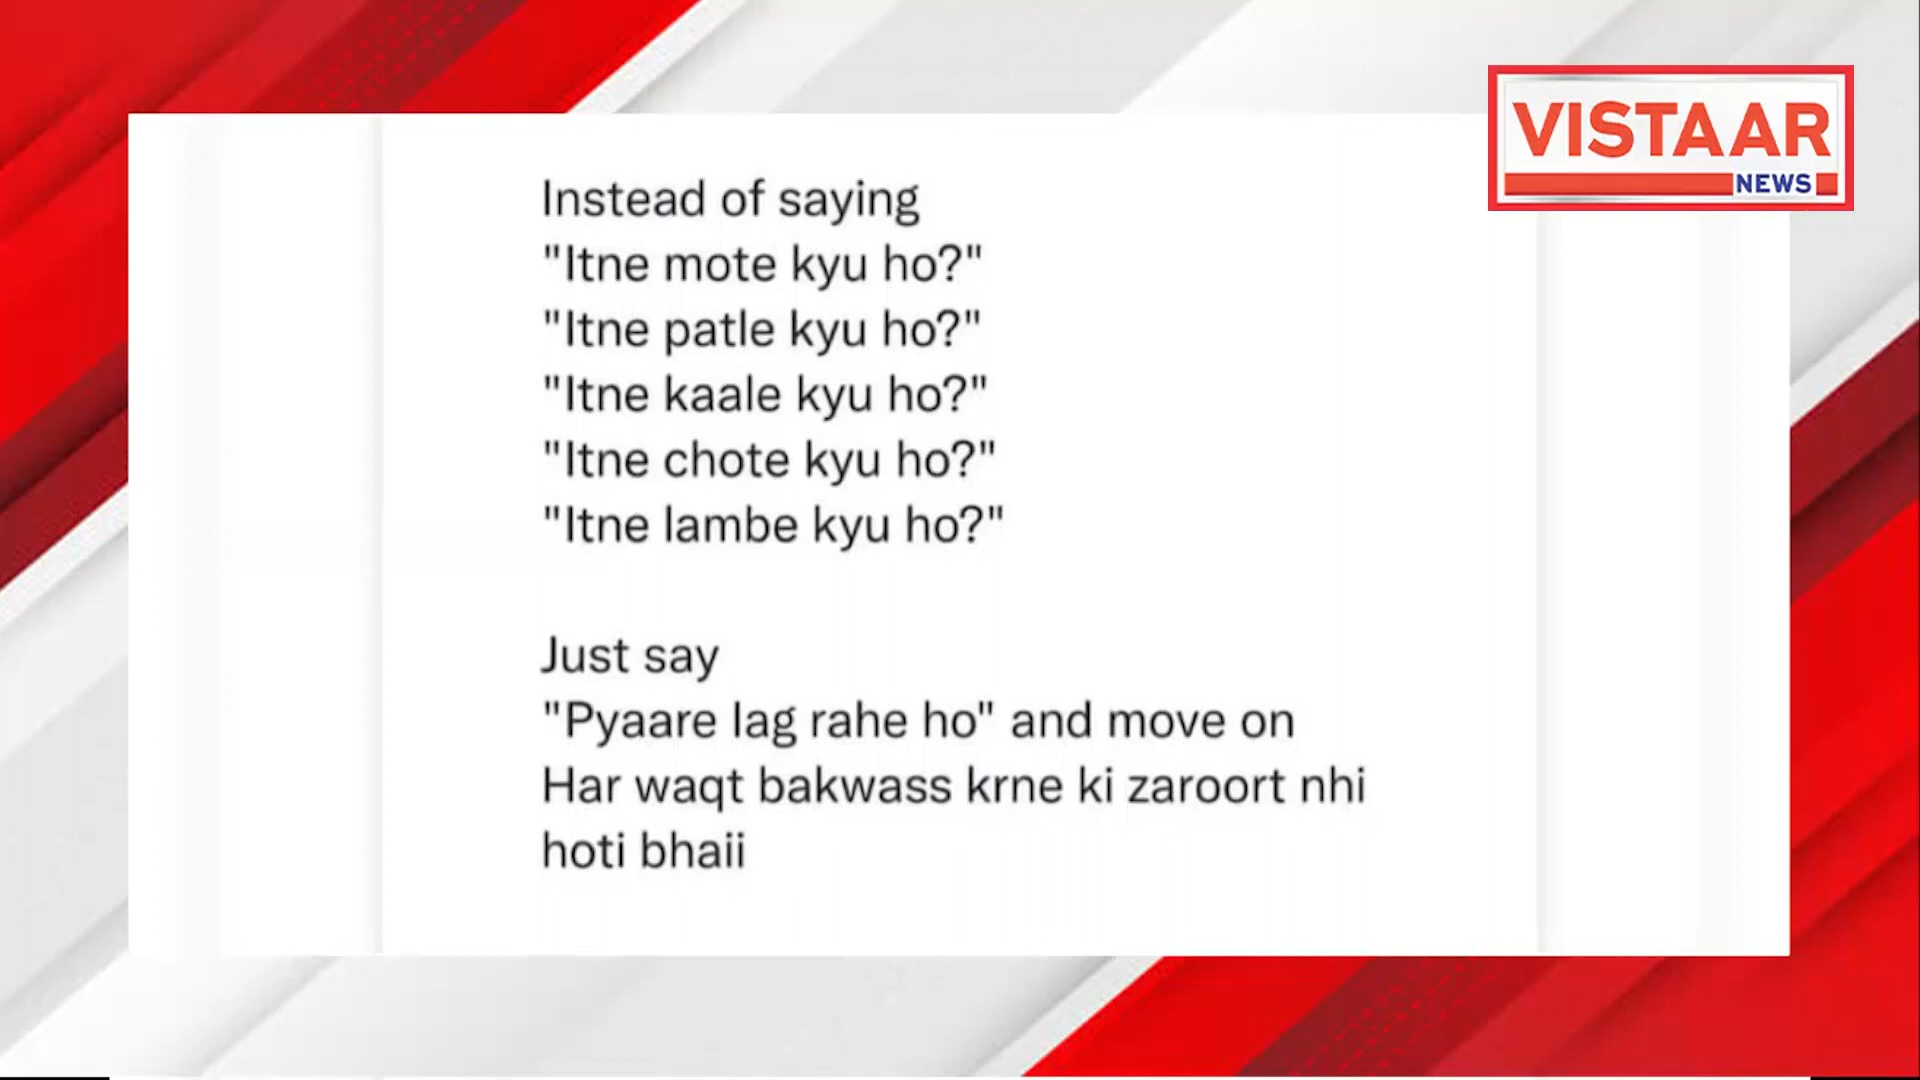 VISTAAR
NEWS
Instead of saying
"Itne mote kyu ho?"
"Itne patle kyu ho?"
"Itne kaale kyu ho?"
"Itne chote kyu ho?"
"Itne lambe kyu ho?"
Just say
"Pyaare lag rahe ho" and move on
Har waqt bakwass krne ki zaroort nhi
hoti bhaii